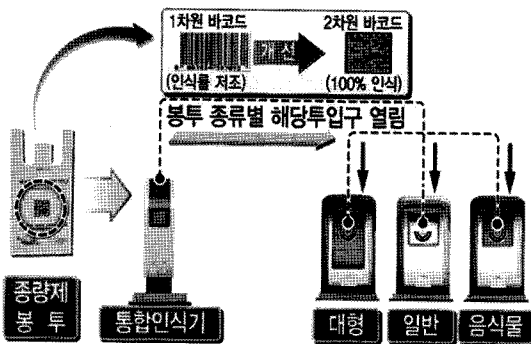 1차원 바코드
2차원 바코드
개선
(인식률 저조)
(100% 인식)
봉투 종류별 해당투입구 열림
종량제
봉투
통합인식기
대형
일반
음식물